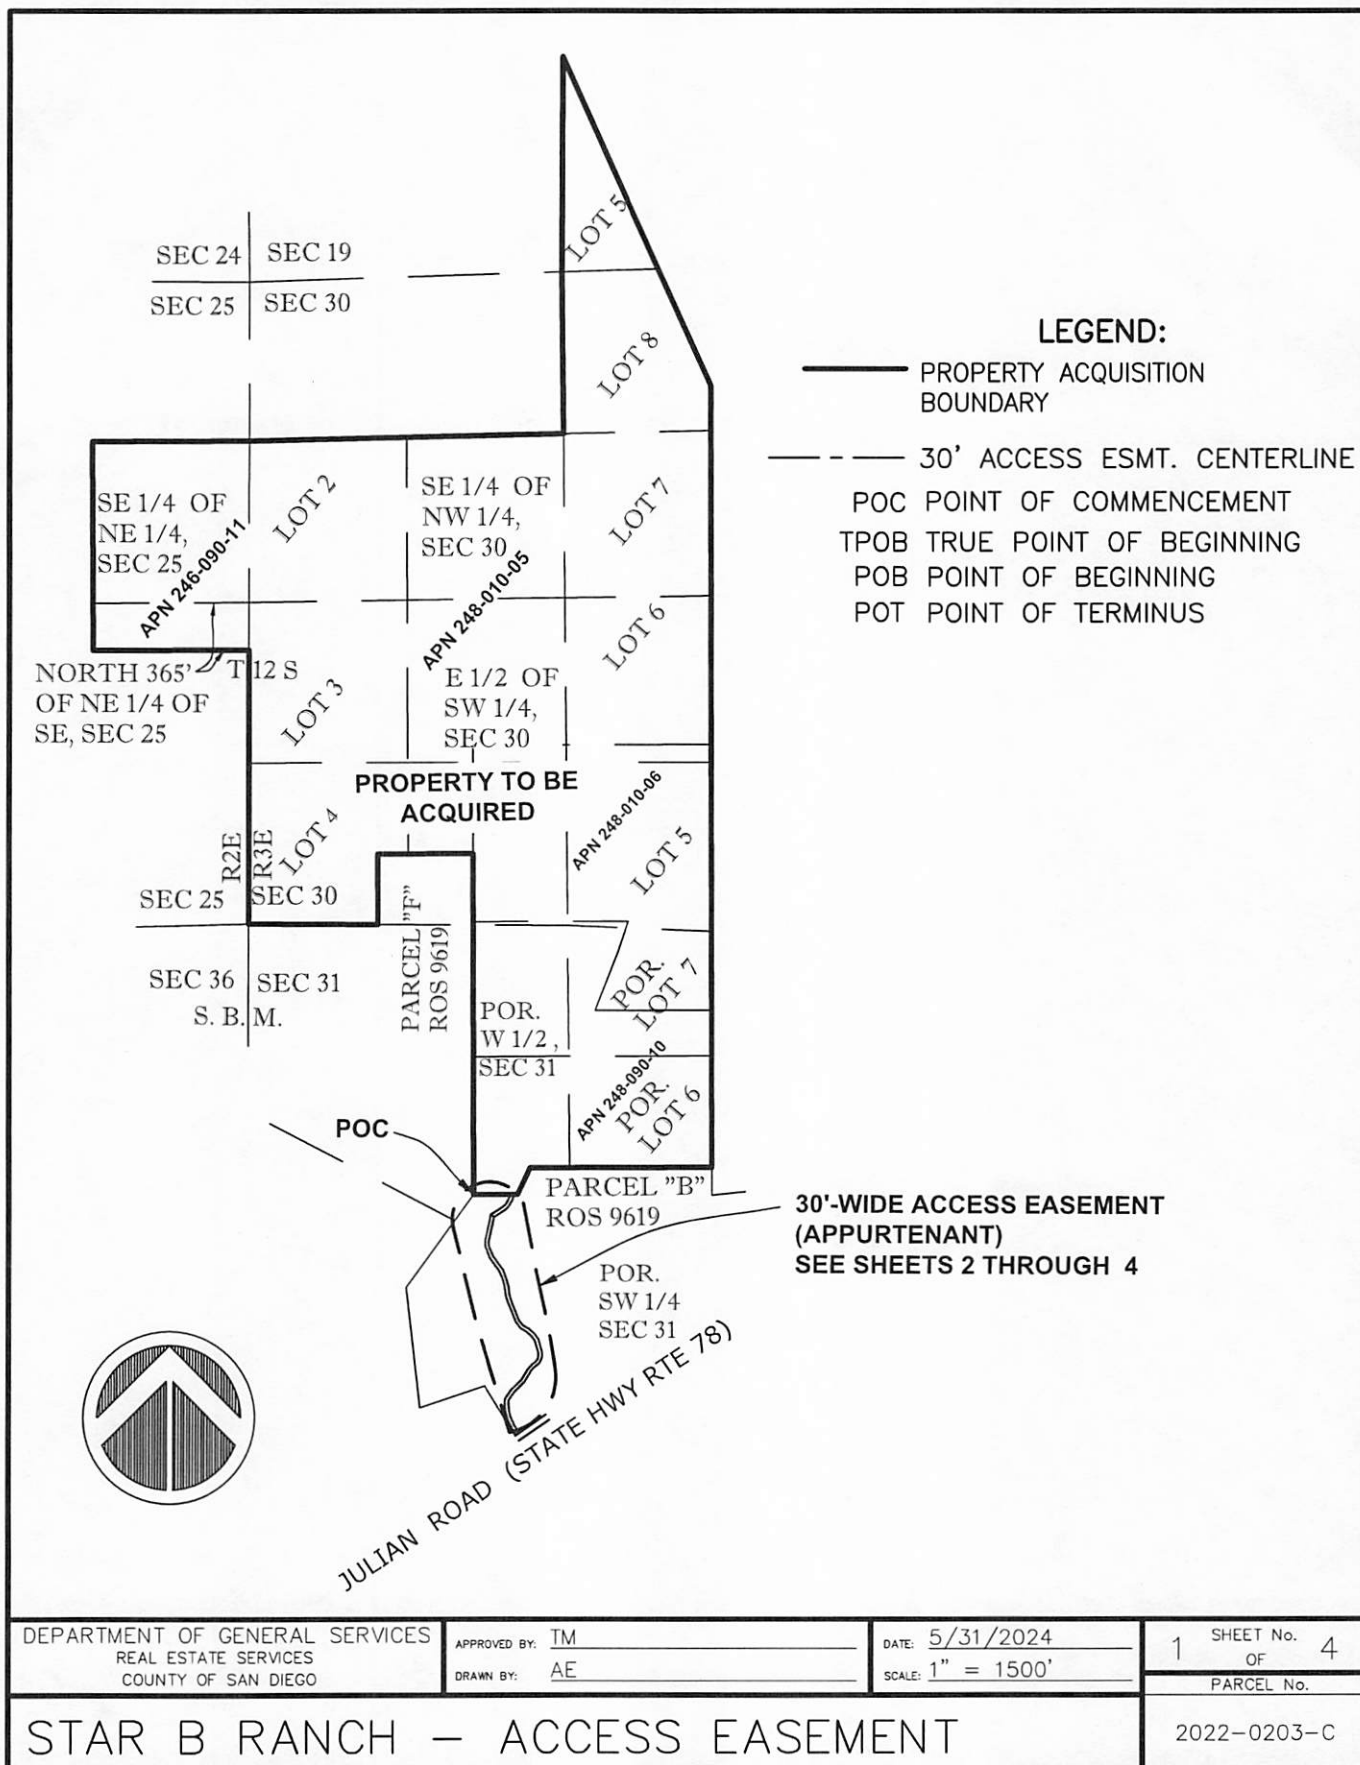 LOT 5
SEC 24
SEC 19
SEC 25
SEC 30
LOT 8
LEGEND:
PROPERTY ACQUISITION
BOUNDARY
30' ACCESS ESMT. CENTERLINE
POC POINT OF COMMENCEMENT
TPOB TRUE POINT OF BEGINNING
POB POINT OF BEGINNING
POT POINT OF TERMINUS
SE 1/4 OF
NE 1/4,
SEC 25
APN 246-090-11
LOT 2
SE 1/4 OF
NW 1/4,
SEC 30
APN 248-010-05
LOT 7
LOT 6
NORTH 365'
OF NE 1/4 OF
SE, SEC 25
T 12 S
LOT 3
E 1/2 OF
SW 1/4,
SEC 30
PROPERTY TO BE
ACQUIRED
APN 248-010-06
LOT 5
LOT 4
R2E
R3E
SEC 25
SEC 30
SEC 36
SEC 31
S. B. M.
PARCEL "F"
ROS 9619
POR.
W 1/2 ,
SEC 31
POR.
LOT 7
APN 248-090-10
POR.
LOT 6
POC
PARCEL "B"
ROS 9619
30'-WIDE ACCESS EASEMENT
(APPURTENANT)
SEE SHEETS 2 THROUGH 4
POR.
SW 1/4
SEC 31
JULIAN ROAD (STATE HWY RTE 78)
DEPARTMENT OF GENERAL SERVICES
REAL ESTATE SERVICES
COUNTY OF SAN DIEGO
APPROVED BY: TM
DRAWN BY: AE
DATE: 5/31/2024
SCALE: 1" = 1500'
SHEET No.
1 OF 4
PARCEL No.
2022-0203-C
STAR B RANCH – ACCESS EASEMENT